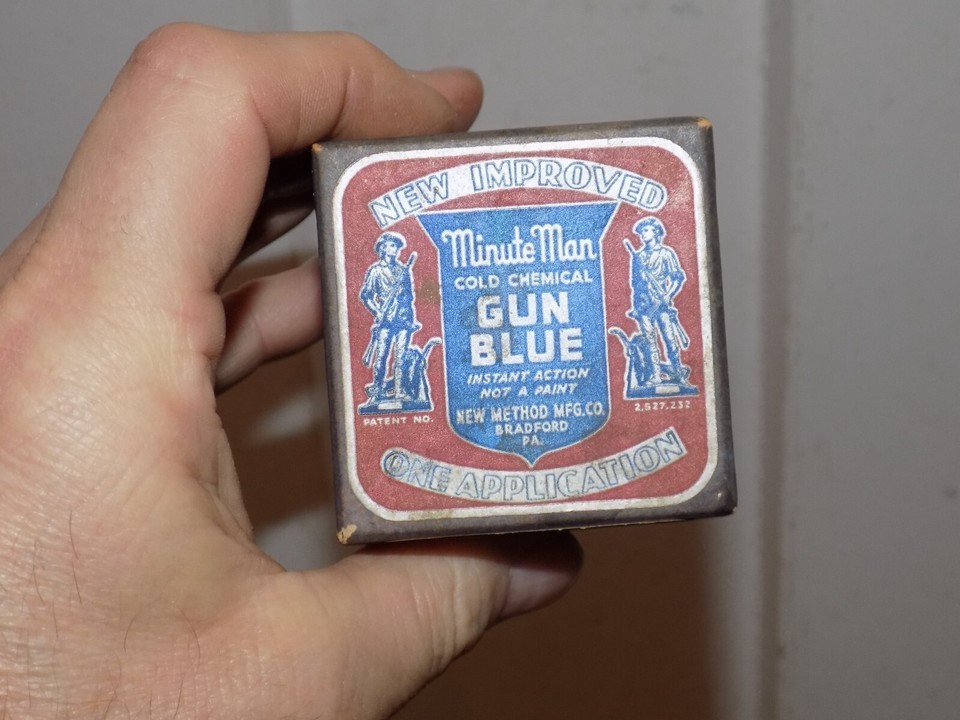 NEW IMPROVED
Minute Man
COLD CHEMICAL
GUN
BLUE
INSTANT ACTION
NOT A PAINT
NEW METHOD MFG.CO.
BRADFORD
PA.
PATENT NO.
2,527,232
ONE APPLICATION